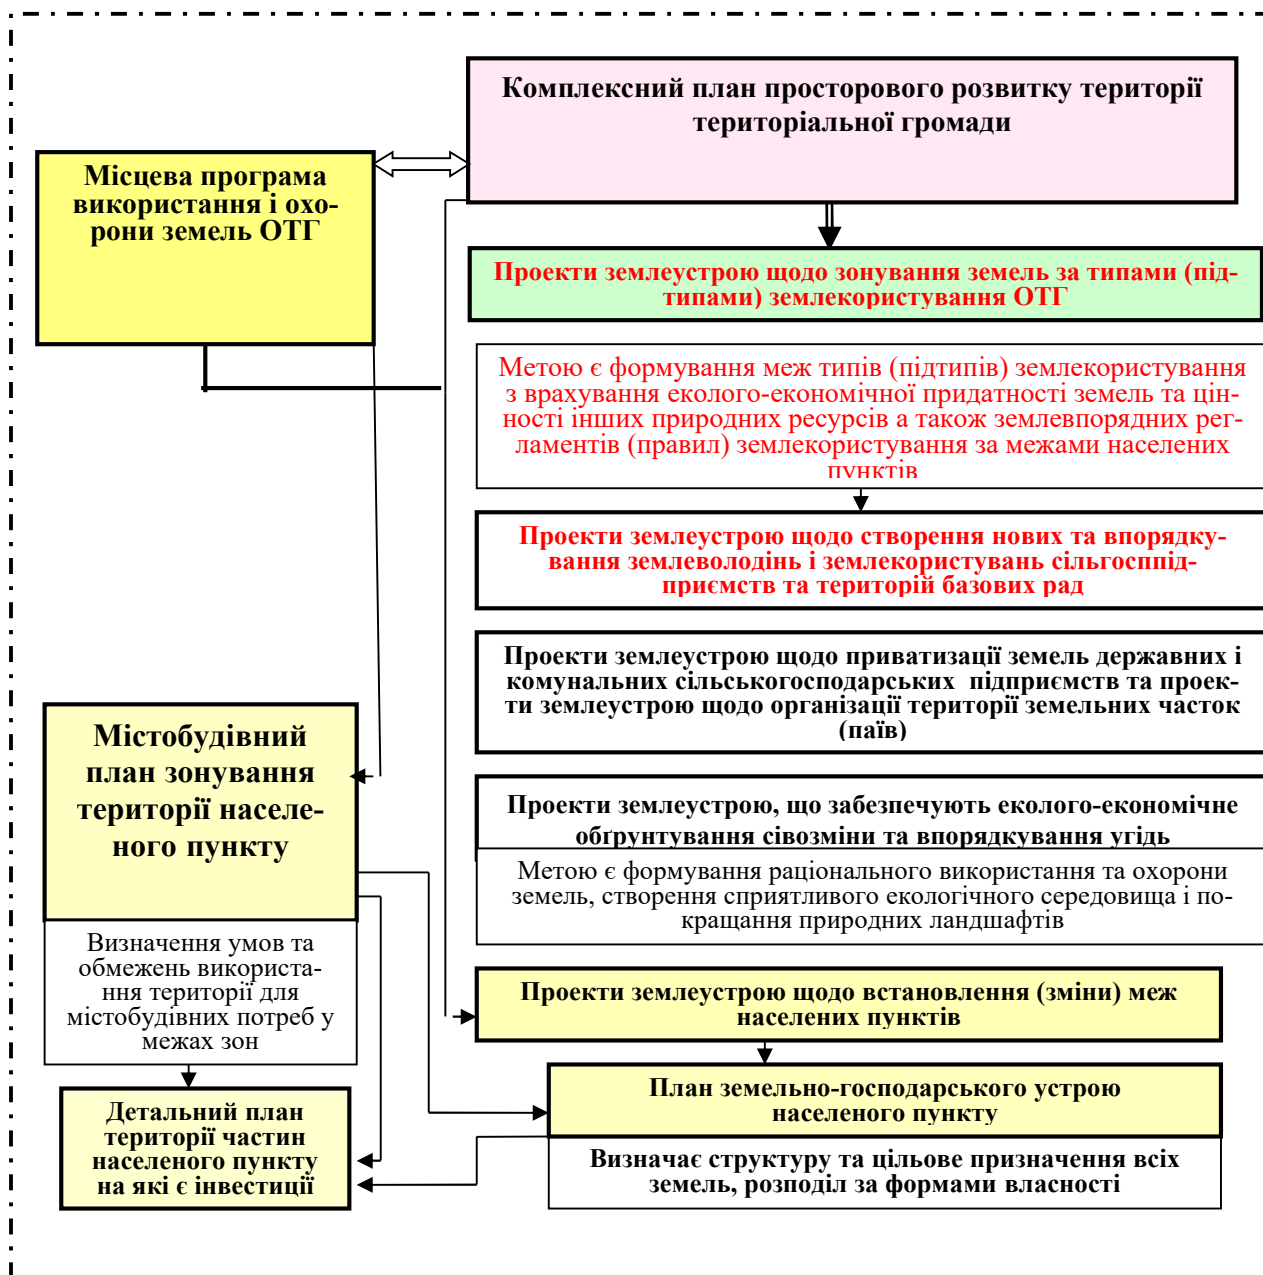 Комплексний план просторового розвитку території
територіальної громади
Місцева програма
використання і охо-
рони земель ОТГ
Проекти землеустрою щодо зонування земель за типами (під-
типами) землекористування ОТГ
Метою є формування меж типів (підтипів) землекористування
з врахування еколого-економічної придатності земель та цін-
ності інших природних ресурсів а також землевпорядних рег-
ламентів (правил) землекористування за межами населених
пунктів
Проекти землеустрою щодо створення нових та впорядку-
вання землеволодінь і землекористувань сільгосппід-
приємств та територій базових рад
Проекти землеустрою щодо приватизації земель державних і
комунальних сільськогосподарських підприємств та проек-
ти землеустрою щодо організації території земельних часток
(паїв)
Містобудівний
план зонування
території населе-
ного пункту
Проекти землеустрою, що забезпечують еколого-економічне
обґрунтування сівозміни та впорядкування угідь
Метою є формування раціонального використання та охорони
земель, створення сприятливого екологічного середовища і по-
кращання природних ландшафтів
Визначення умов та
обмежень використа-
ння території для
містобудівних потреб у
межах зон
Проекти землеустрою щодо встановлення (зміни) меж
населених пунктів
План земельно-господарського устрою
населеного пункту
Визначає структуру та цільове призначення всіх
земель, розподіл за формами власності
Детальний план
території частин
населеного пункту
на які є інвестиції